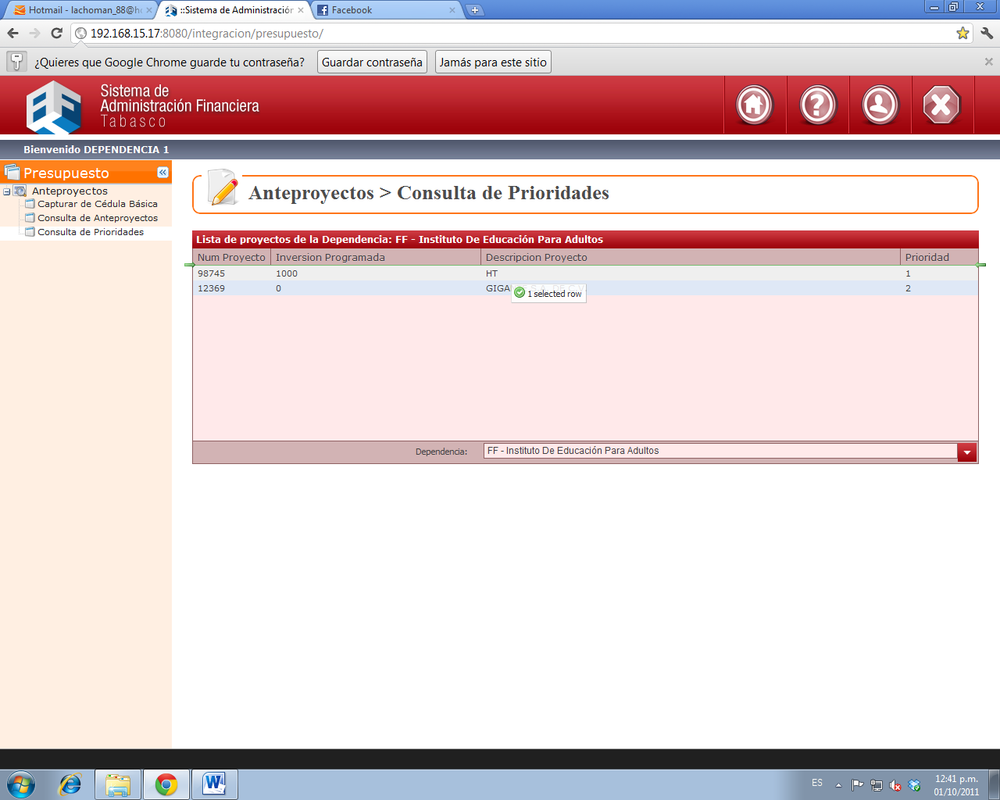 Hotmail - lachoman_88@h
::Sistema de Administración
Facebook
192.168.15.17:8080/integracion/presupuesto/
¿Quieres que Google Chrome guarde tu contraseña?
Guardar contraseña
Jamás para este sitio
Sistema de
Administración Financiera
Tabasco
Bienvenido DEPENDENCIA 1
Presupuesto
Anteproyectos
Capturar de Cédula Básica
Consulta de Anteproyectos
Consulta de Prioridades
Anteproyectos > Consulta de Prioridades
Lista de proyectos de la Dependencia: FF - Instituto De Educación Para Adultos
Num Proyecto Inversion Programada Descripcion Proyecto Prioridad
98745 1000 HT 1
12369 0 2
1 selected row
Dependencia: FF - Instituto De Educación Para Adultos
ES
12:41 p.m.
01/10/2011